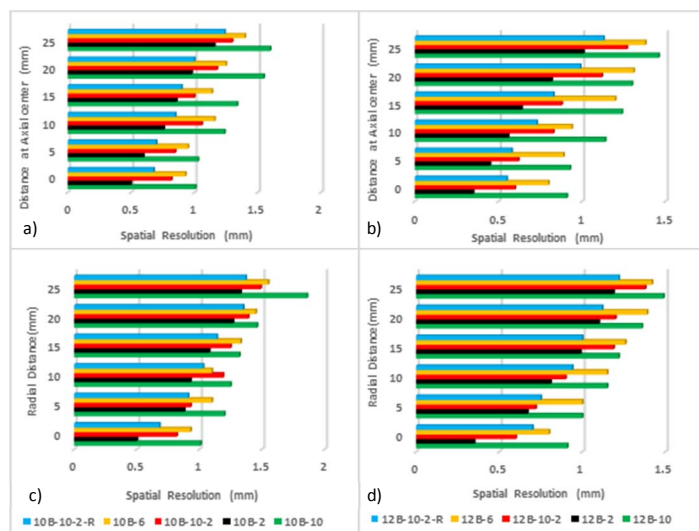 Distance at Axial center (mm)
25
20
15
10
5
0
0
0.5
1
1.5
2
a)
Spatial Resolution (mm)
Distance at Axial center (mm)
25
20
15
10
5
0
0
0.5
1
1.5
b)
Spatial Resolution (mm)
Radial Distance(mm)
25
20
15
10
5
0
0
0.5
1
1.5
2
c)
Spatial Resolution (mm)
10B-10-2-R
10B-6
10B-10-2
10B-2
10B-10
Radial Distance(mm)
25
20
15
10
5
0
0
0.5
1
1.5
d)
Spatial Resolution (mm)
12B-10-2-R
12B-6
12B-10-2
12B-2
12B-10